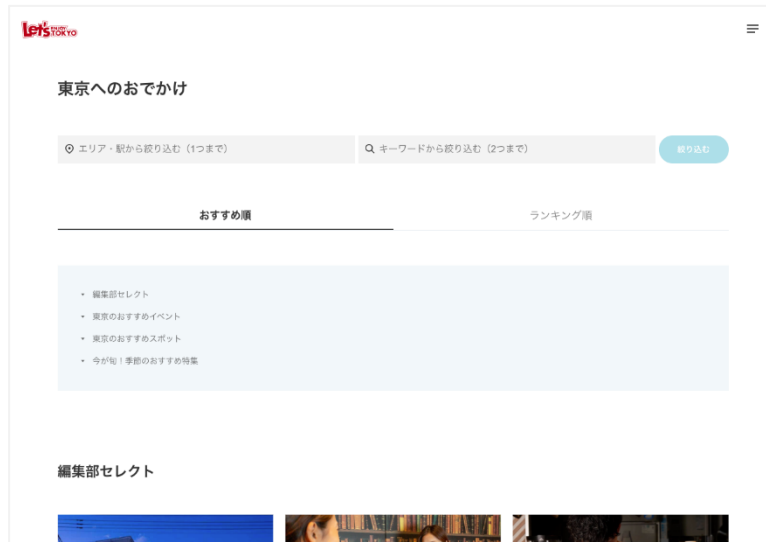 Let's ENJOY TOKYO
東京へのおでかけ
エリア・駅から絞り込む（1つまで）
キーワードから絞り込む（2つまで）
絞り込む
おすすめ順
ランキング順
・ 編集部セレクト
・ 東京のおすすめイベント
・ 東京のおすすめスポット
・ 今が旬！季節のおすすめ特集
編集部セレクト